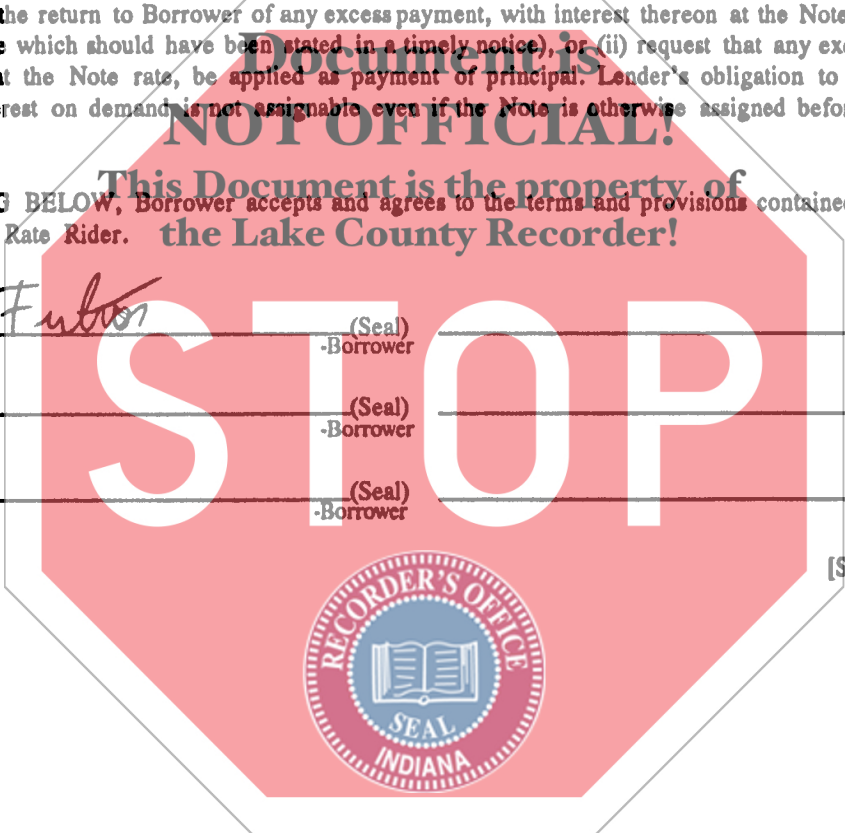 the return to Borrower of any excess payment, with interest thereon at the Note
which should have been stated in a timely notice), or (ii) request that any exc
t the Note rate, be applied as payment of principal. Lender's obligation to
rest on demand is not assignable even if the Note is otherwise assigned befor
Document is
NOT OFFICIAL!
This Document is the property of
the Lake County Recorder!
G BELOW, Borrower accepts and agrees to the terms and provisions contained
Rate Rider.
(Seal)
-Borrower
(Seal)
-Borrower
(Seal)
-Borrower
[S
STOP
RECORDER'S OFFICE
SEAL
INDIANA